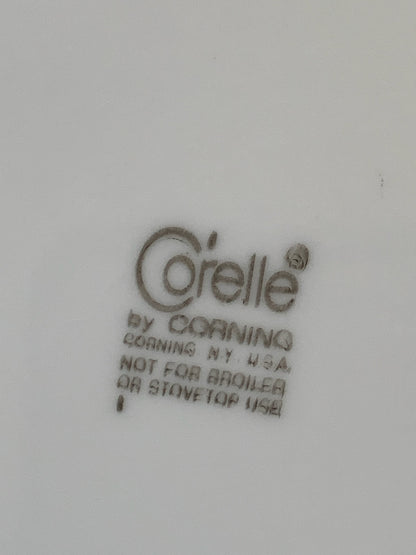 Corelle®
by CORNING
CORNING N.Y. U.S.A.
NOT FOR BROILER
OR STOVETOP USE